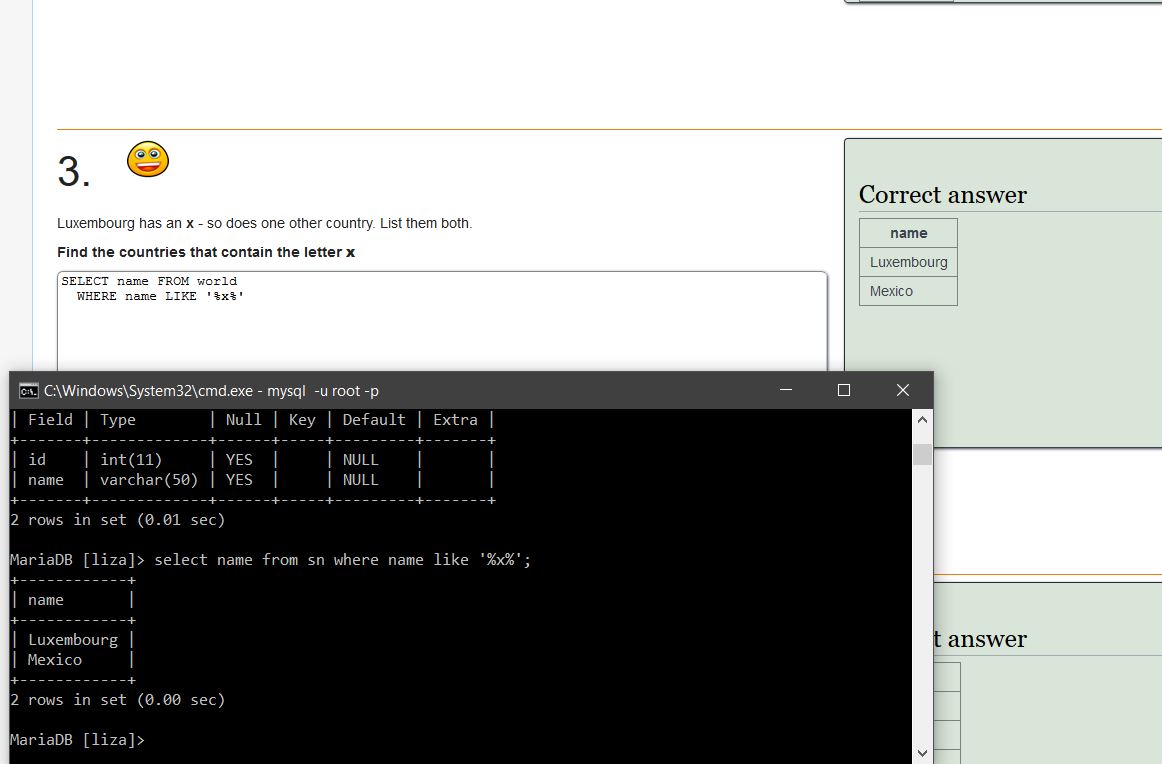 3.
Luxembourg has an x - so does one other country. List them both.
Find the countries that contain the letter x
SELECT name FROM world
  WHERE name LIKE '%x%'
Correct answer
name
Luxembourg
Mexico
C:\Windows\System32\cmd.exe - mysql  -u root -p
| Field | Type        | Null | Key | Default | Extra |
+-------+-------------+------+-----+---------+-------+
| id    | int(11)     | YES  |     | NULL    |       |
| name  | varchar(50) | YES  |     | NULL    |       |
+-------+-------------+------+-----+---------+-------+
2 rows in set (0.01 sec)
MariaDB [liza]> select name from sn where name like '%x%';
+------------+
| name       |
+------------+
| Luxembourg |
| Mexico     |
+------------+
2 rows in set (0.00 sec)
MariaDB [liza]>
t answer